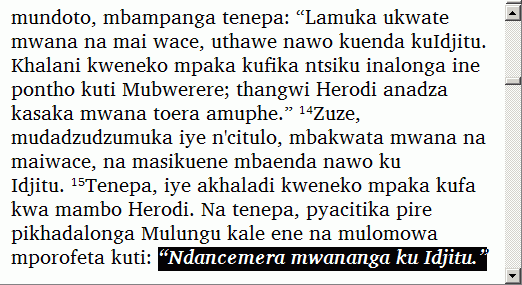 mundoto, mbampanga tenepa: “Lamuka ukwate
mwana na mai wace, uthawe nawo kuenda kuIdjitu.
Khalani kweneko mpaka kufika ntsiku inalonga ine
pontho kuti Mubwerere; thangwi Herodi anadza
kasaka mwana toera amuphe.” ¹⁴Zuze,
mudadzudzumuka iye n'citulo, mbakwata mwana na
maiwace, na masikuene mbaenda nawo ku
Idjitu. ¹⁵Tenepa, iye akhaladi kweneko mpaka kufa
kwa mambo Herodi. Na tenepa, pyacitika pire
pikhadalonga Mulungu kale ene na mulomowa
mporofeta kuti: “Ndancemera mwananga ku Idjitu.”